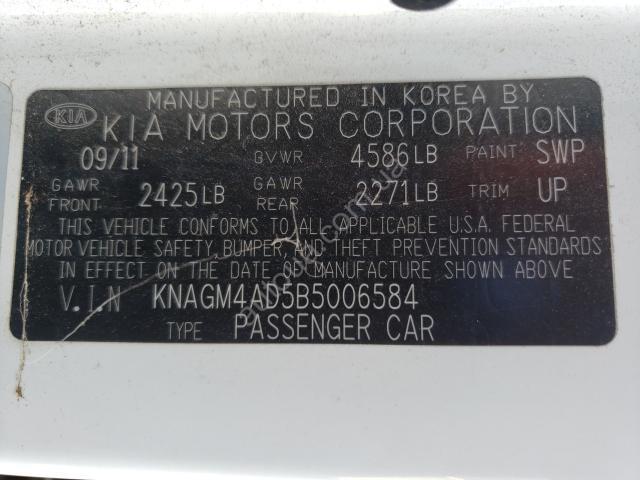 MANUFACTURED IN KOREA BY
KIA KIA MOTORS CORPORATION
09/11 GVWR 4586LB PAINT SWP
GAWR FRONT 2425LB GAWR REAR 2271LB TRIM UP
THIS VEHICLE CONFORMS TO ALL APPLICABLE U.S.A. FEDERAL
MOTOR VEHICLE SAFETY, BUMPER, AND THEFT PREVENTION STANDARDS
IN EFFECT ON THE DATE OF MANUFACTURE SHOWN ABOVE
V.I.N KNAGM4AD5B5006584
TYPE PASSENGER CAR